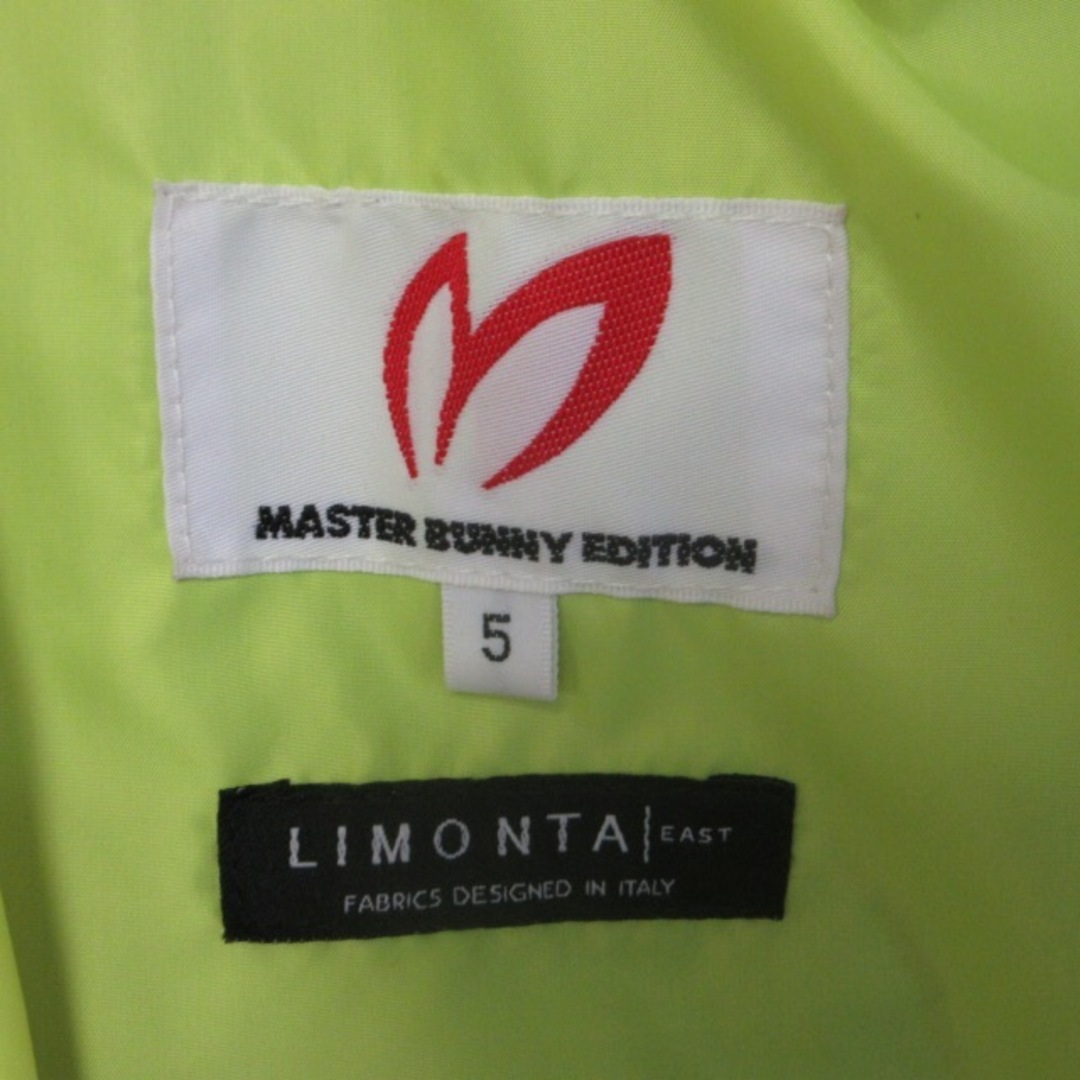 MASTER BUNNY EDITION
5
LIMONTA EAST
FABRICS DESIGNED IN ITALY